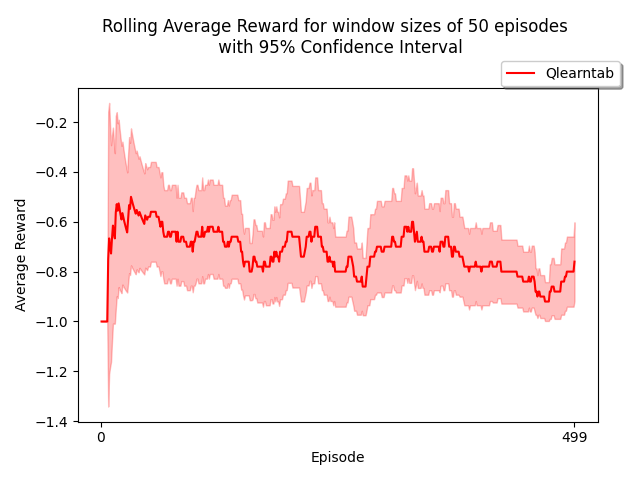 Rolling Average Reward for window sizes of 50 episodes
with 95% Confidence Interval
Qlearntab
−0.2
−0.4
−0.6
−0.8
−1.0
−1.2
−1.4
Average Reward
0
499
Episode